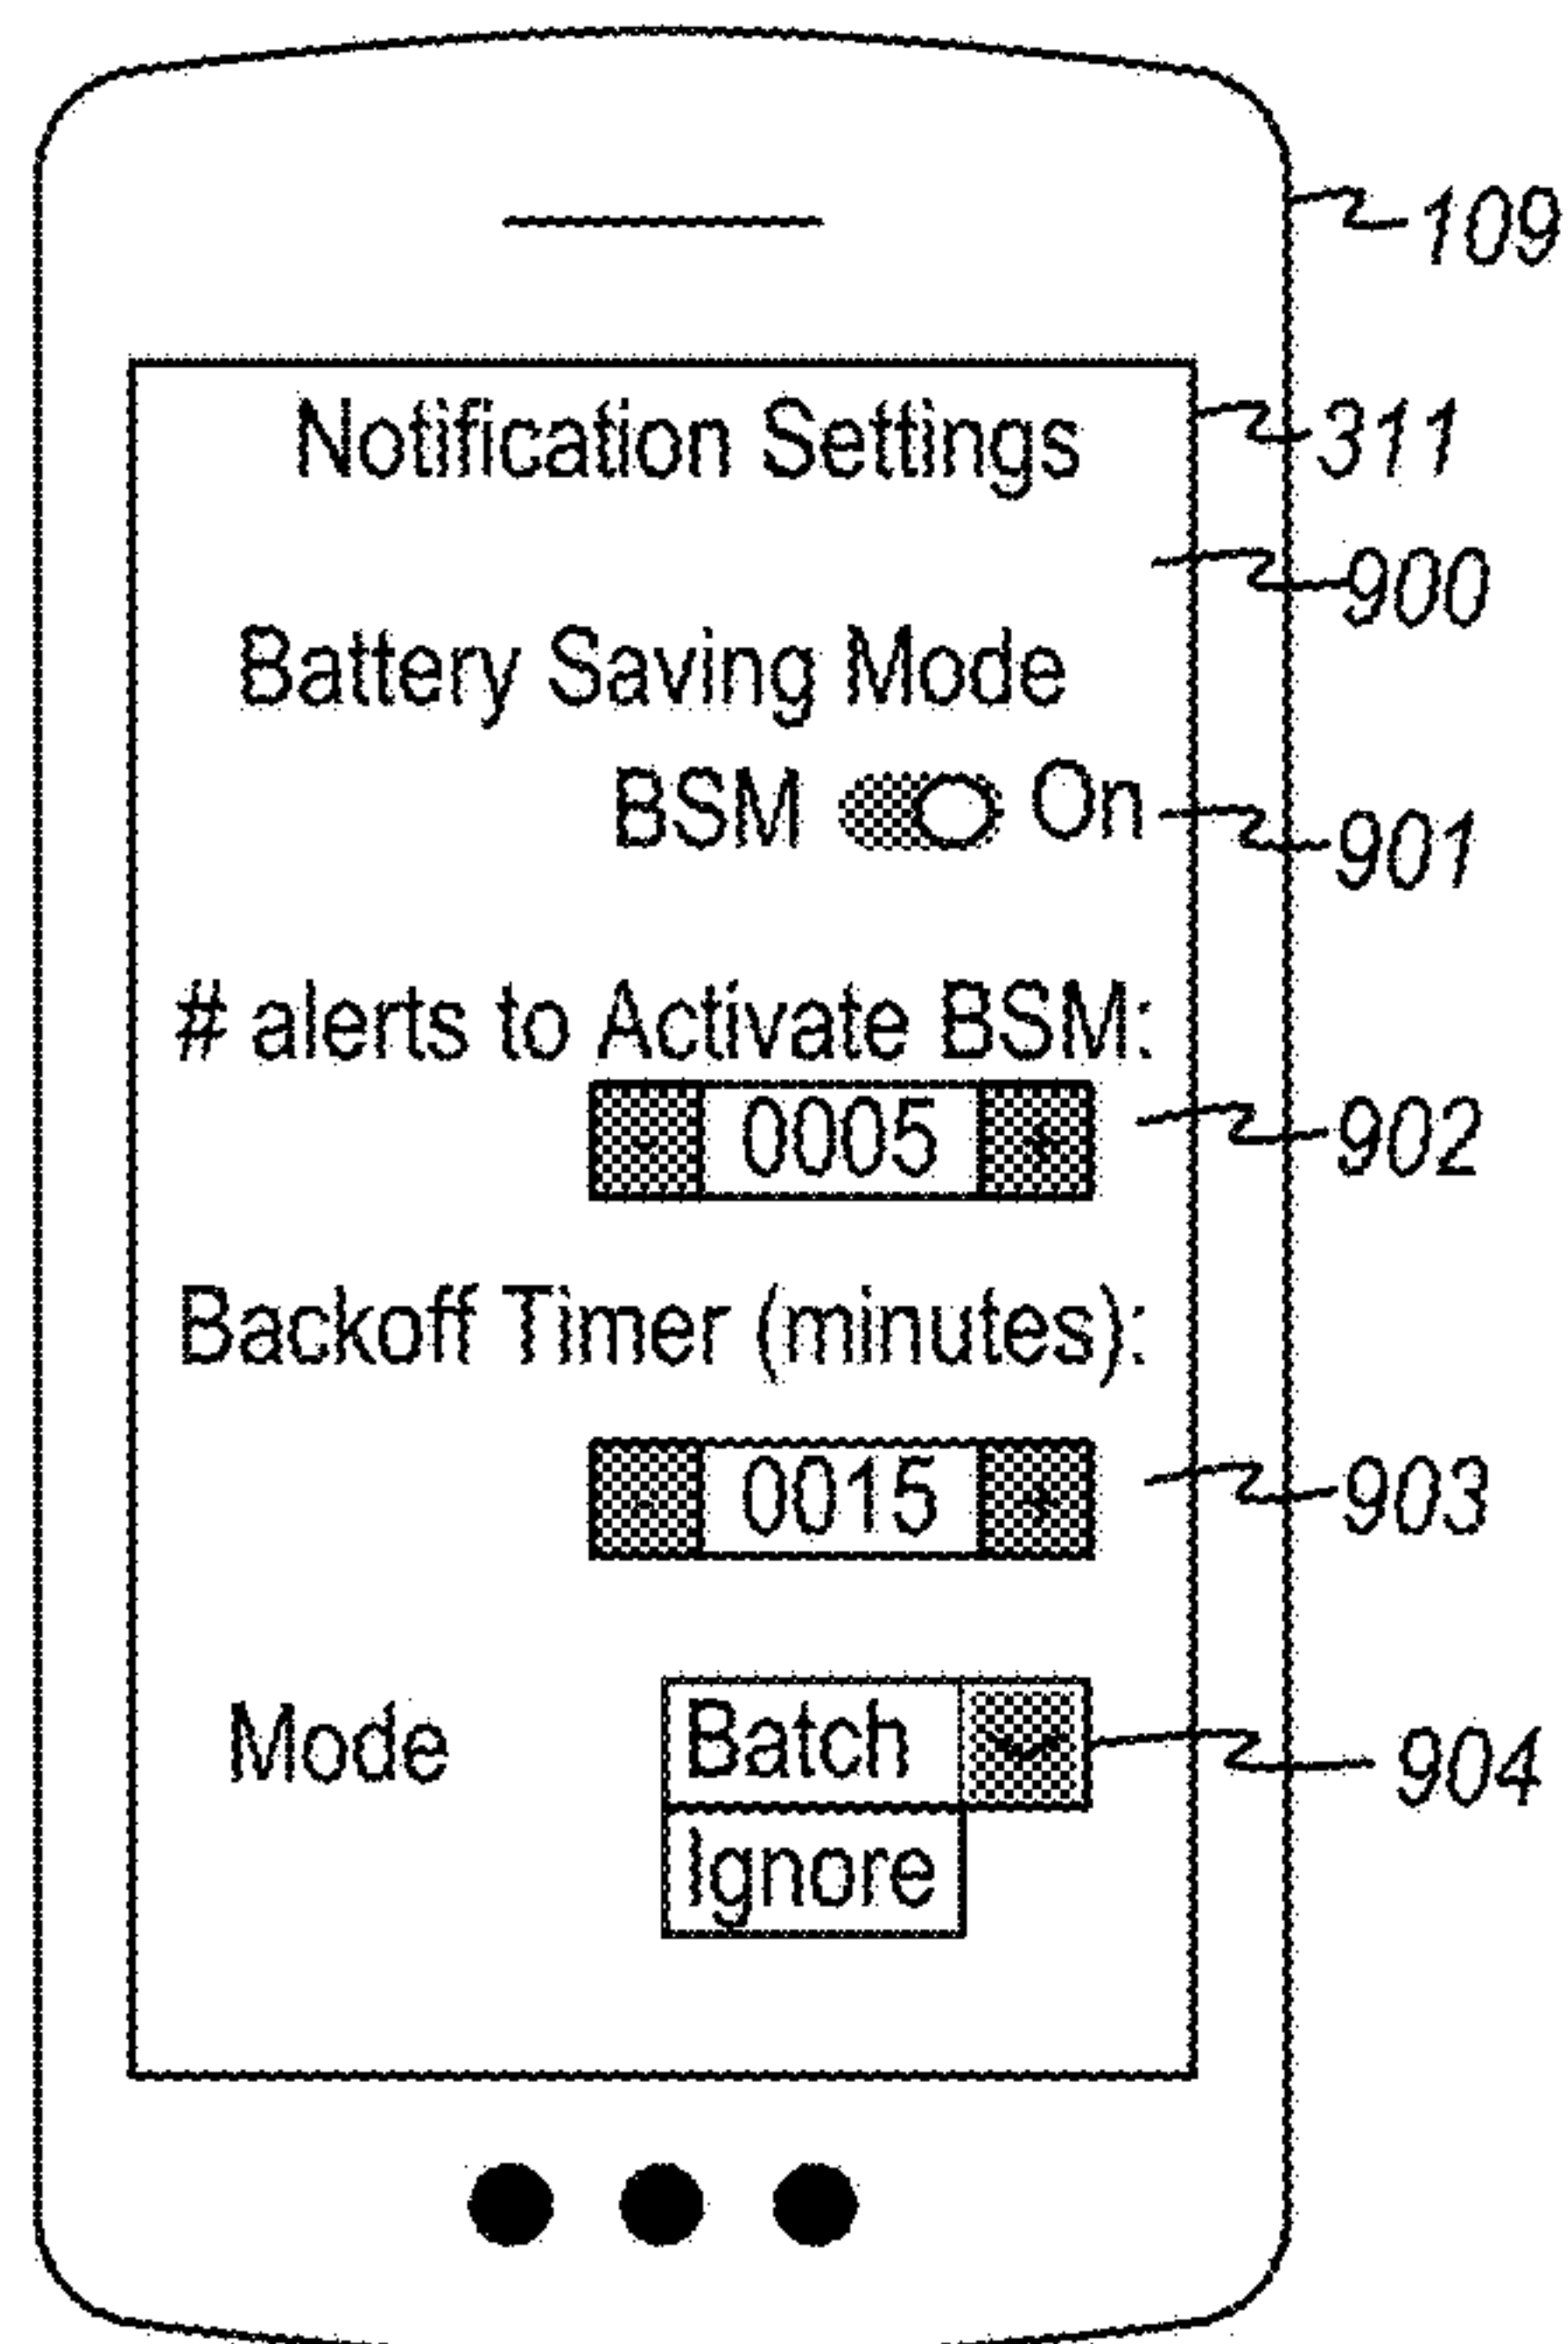 109
Notification Settings 311
900
Battery Saving Mode
BSM On 901
# alerts to Activate BSM:
- 0005 + 902
Backoff Timer (minutes):
- 0015 + 903
Mode Batch 904
Ignore